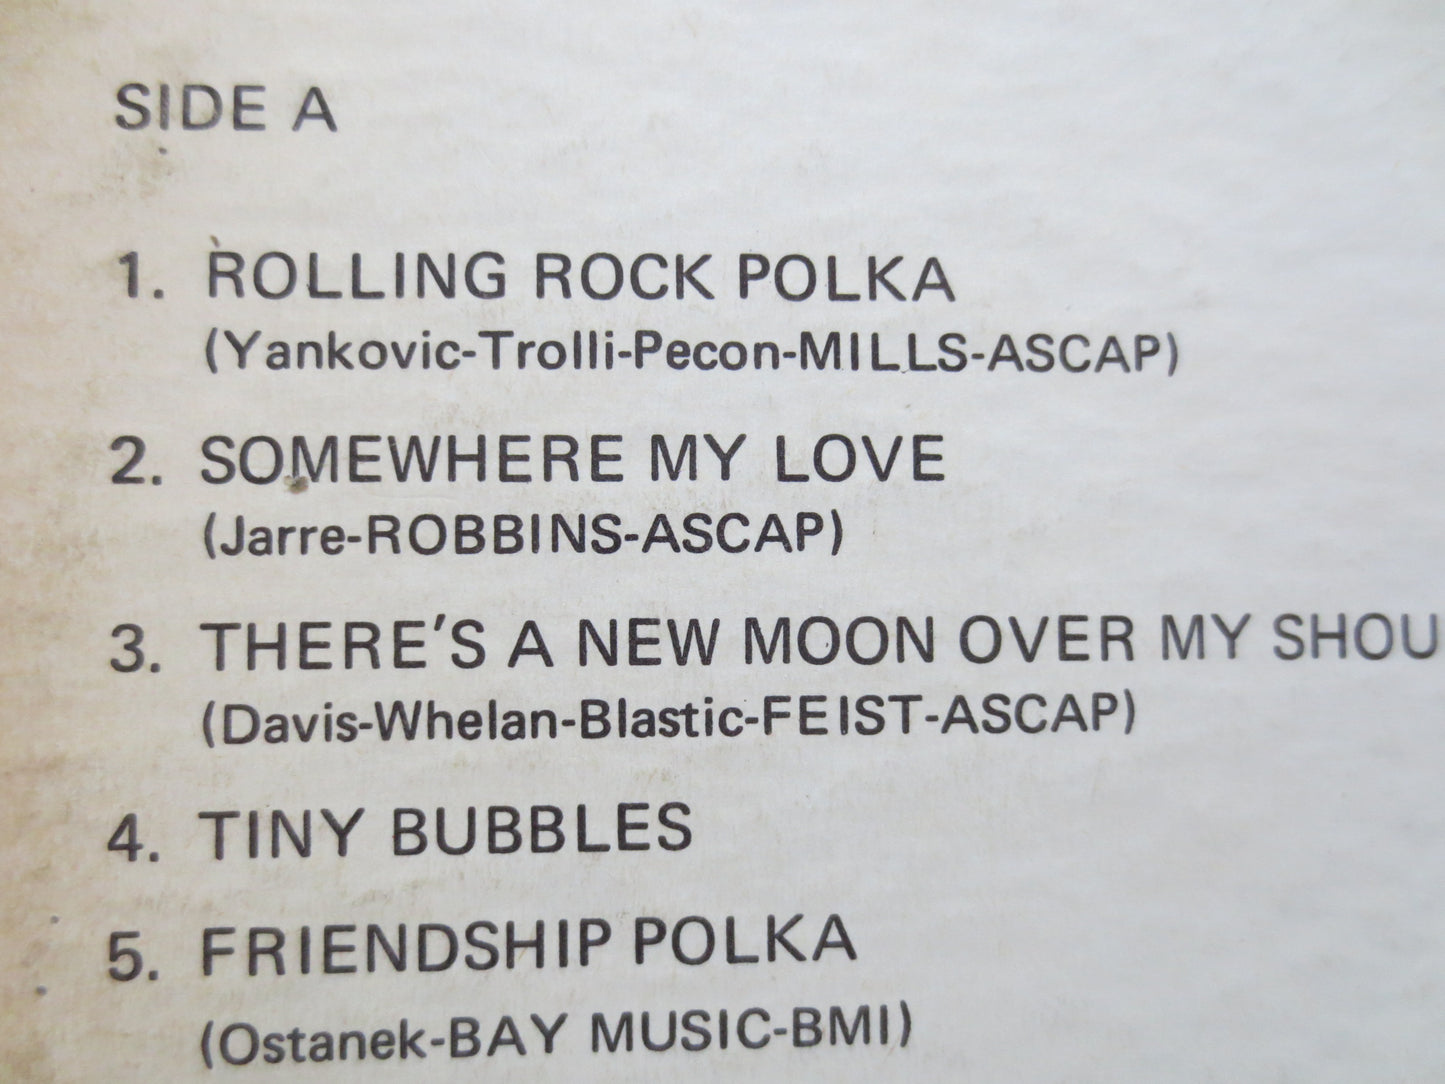 SIDE A
1. ROLLING ROCK POLKA
(Yankovic-Trolli-Pecon-MILLS-ASCAP)
2. SOMEWHERE MY LOVE
(Jarre-ROBBINS-ASCAP)
3. THERE'S A NEW MOON OVER MY SHOU
(Davis-Whelan-Blastic-FEIST-ASCAP)
4. TINY BUBBLES
5. FRIENDSHIP POLKA
(Ostanek-BAY MUSIC-BMI)